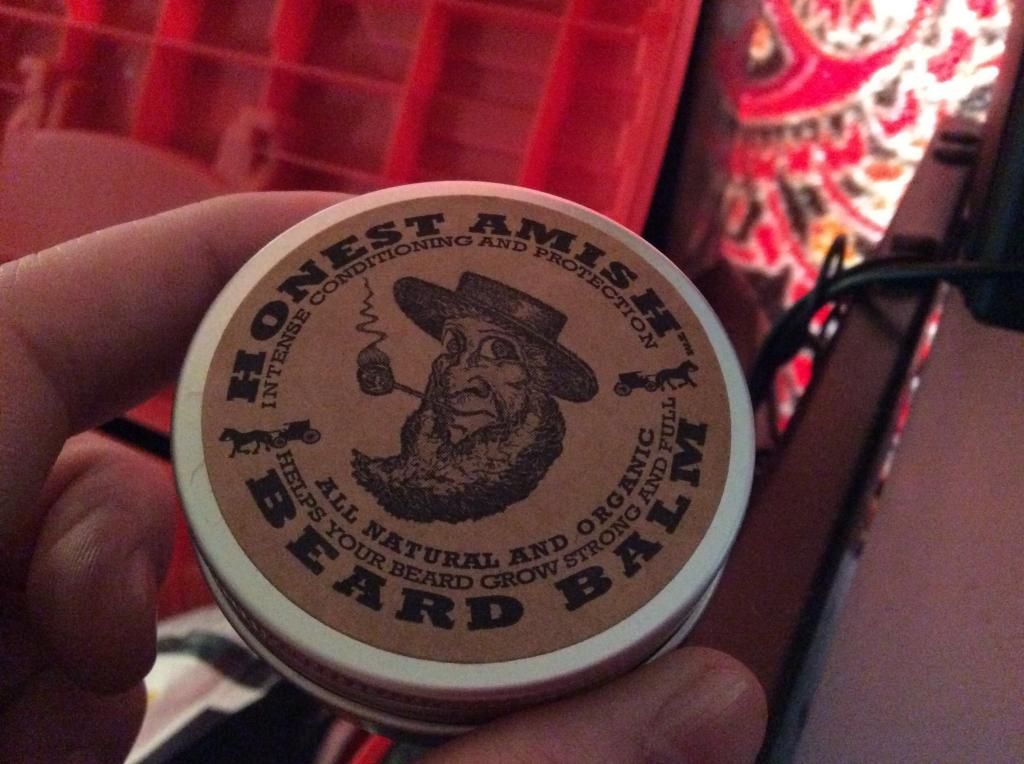 HONEST AMISH™
INTENSE CONDITIONING AND PROTECTION
ALL NATURAL AND ORGANIC
HELPS YOUR BEARD GROW STRONG AND FULL
BEARD BALM